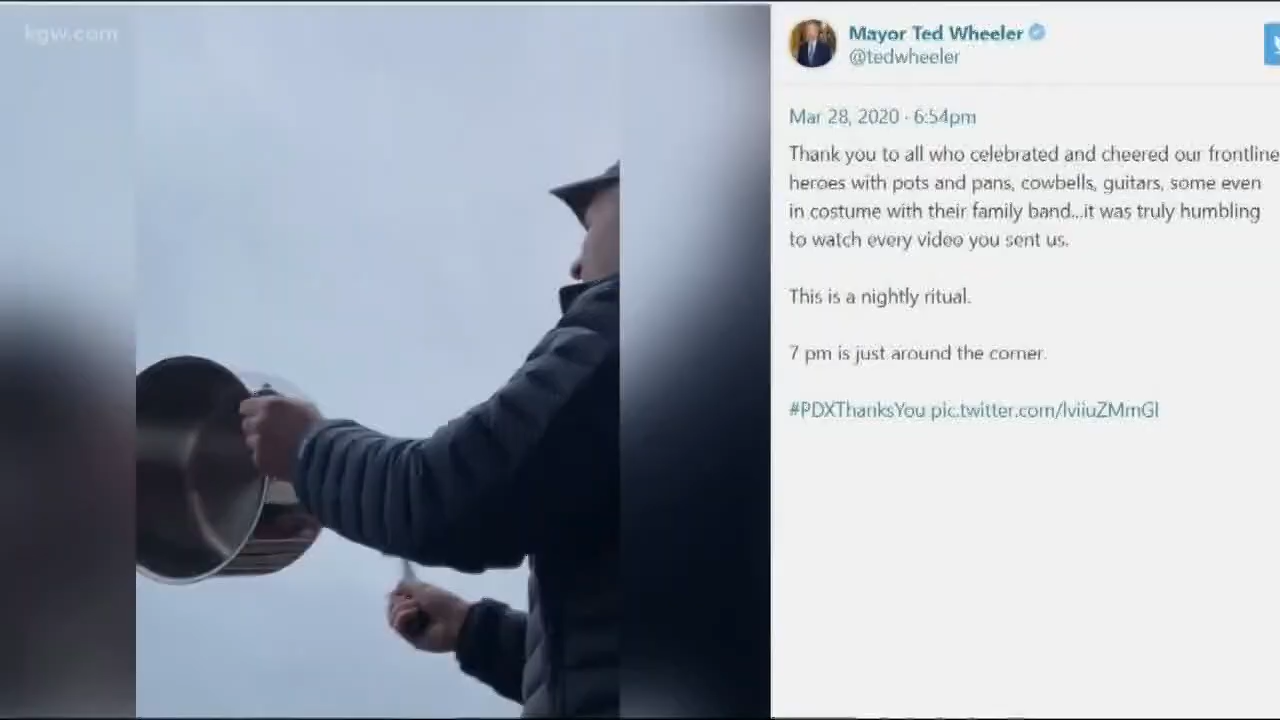 kgw.com
Mayor Ted Wheeler
@tedwheeler
Mar 28, 2020 · 6:54pm
Thank you to all who celebrated and cheered our frontline
heroes with pots and pans, cowbells, guitars, some even
in costume with their family band...it was truly humbling
to watch every video you sent us.
This is a nightly ritual.
7 pm is just around the corner.
#PDXThanksYou pic.twitter.com/lviiuZMmGl